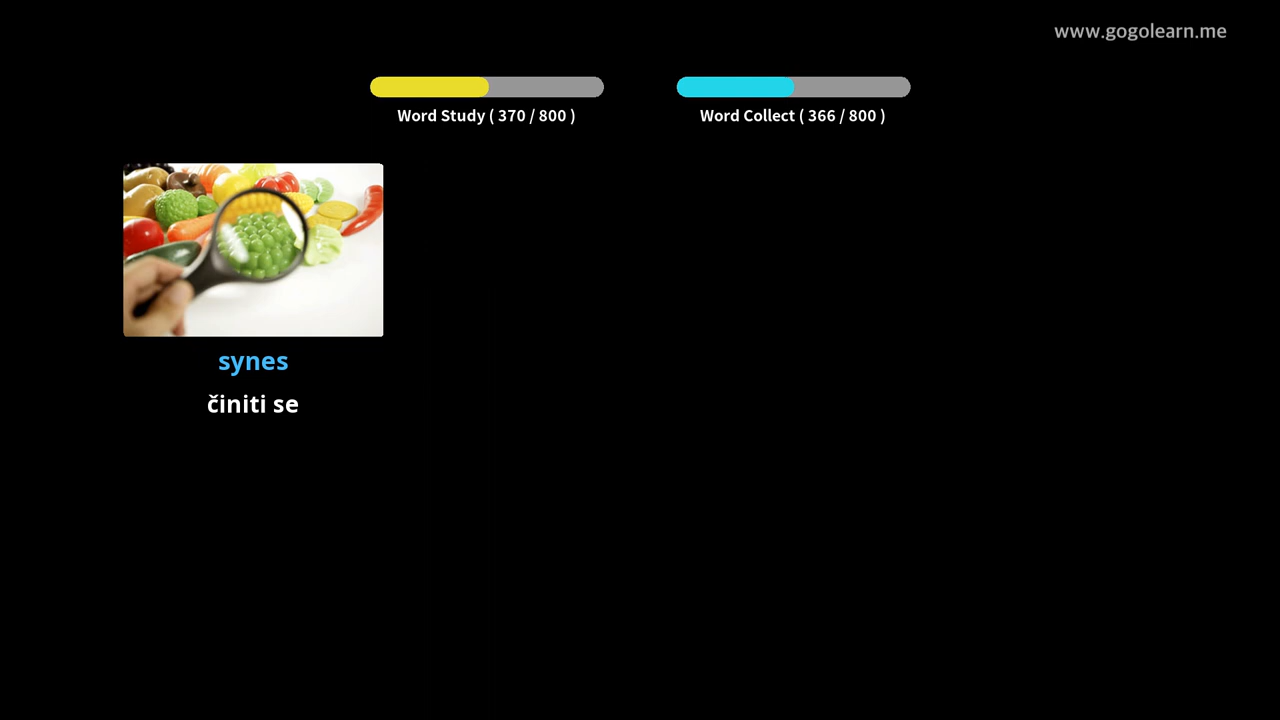 www.gogolearn.me
Word Study ( 370 / 800 )
Word Collect ( 366 / 800 )
synes
činiti se